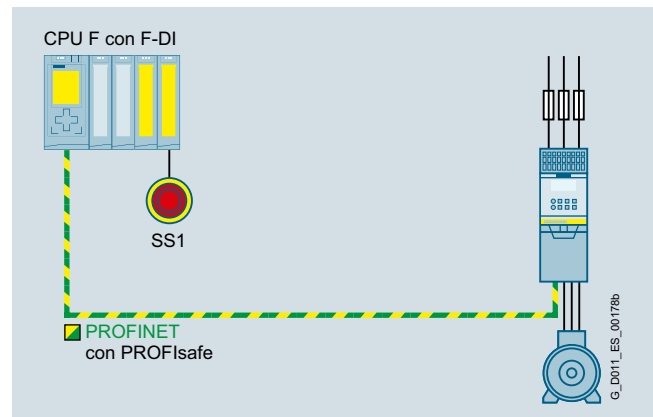 CPU F con F-DI
SS1
PROFINET
con PROFIsafe
G_D011_ES_00178b